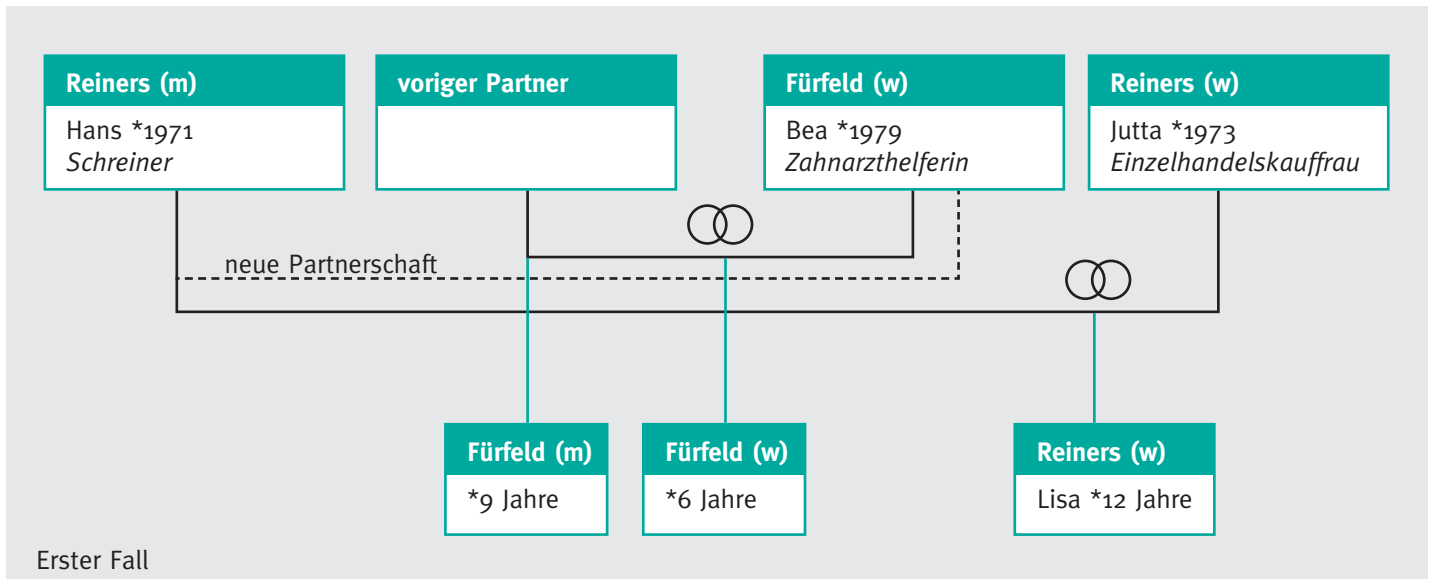 Reiners (m)
Hans *1971
Schreiner
voriger Partner
Fürfeld (w)
Bea *1979
Zahnarzthelferin
Reiners (w)
Jutta *1973
Einzelhandelskauffrau
neue Partnerschaft
Fürfeld (m)
*9 Jahre
Fürfeld (w)
*6 Jahre
Reiners (w)
Lisa *12 Jahre
Erster Fall